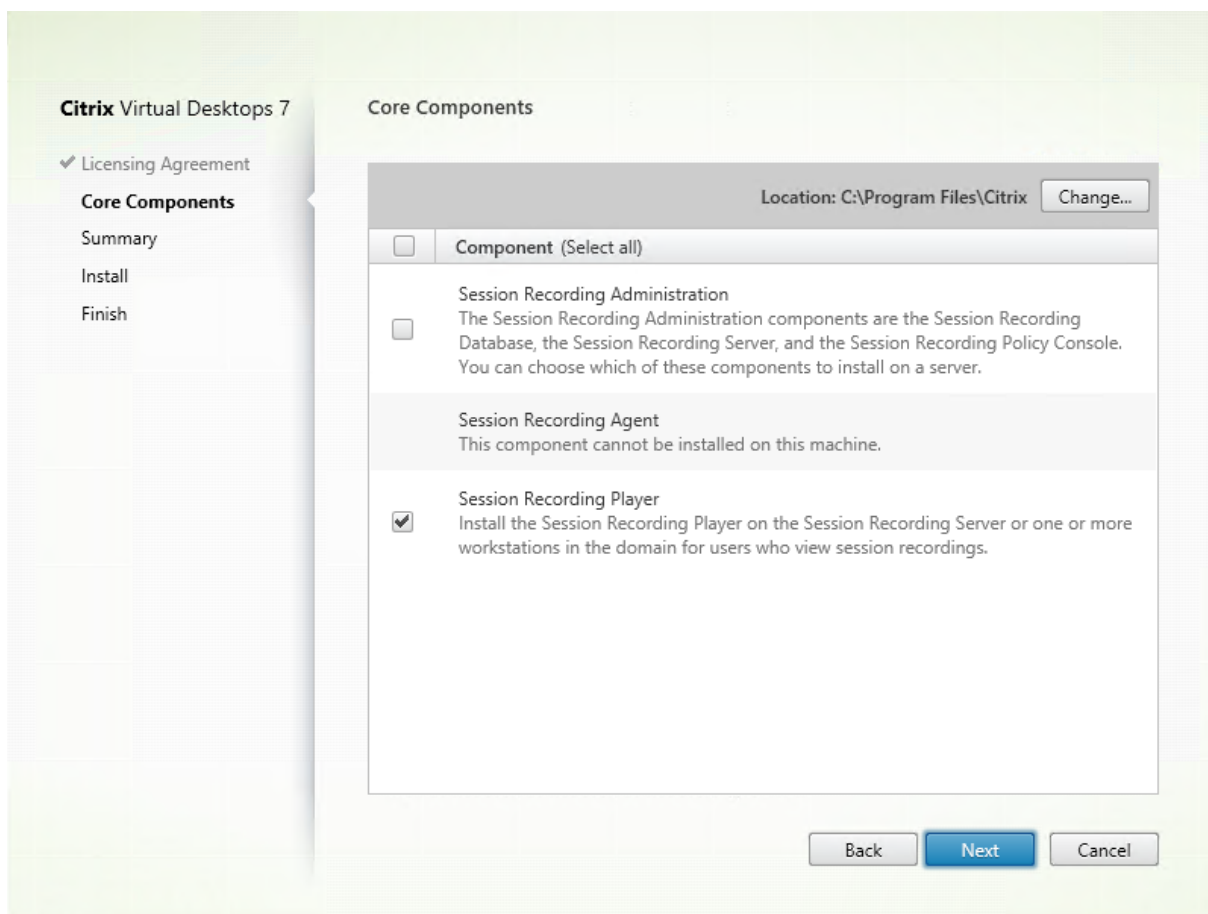 Citrix Virtual Desktops 7
Licensing Agreement
Core Components
Summary
Install
Finish
Core Components
Location: C:\Program Files\Citrix
Change...
Component (Select all)
Session Recording Administration
The Session Recording Administration components are the Session Recording
Database, the Session Recording Server, and the Session Recording Policy Console.
You can choose which of these components to install on a server.
Session Recording Agent
This component cannot be installed on this machine.
Session Recording Player
Install the Session Recording Player on the Session Recording Server or one or more
workstations in the domain for users who view session recordings.
Back
Next
Cancel